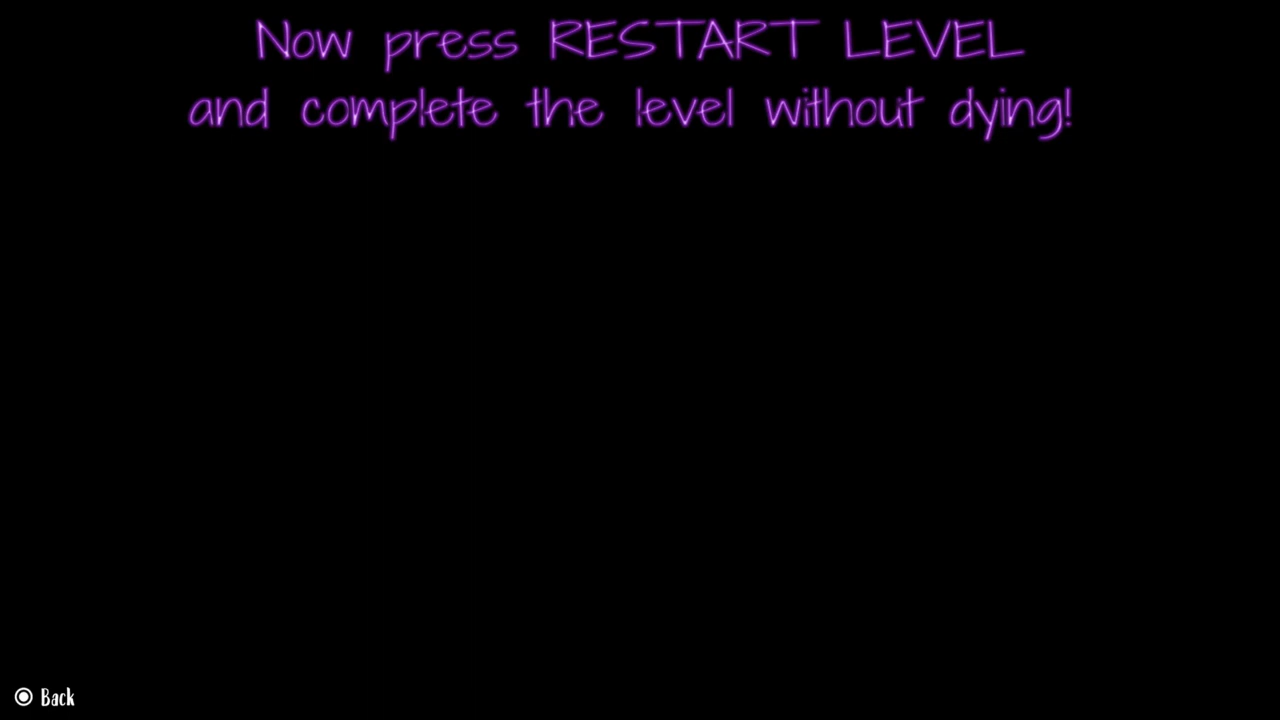 Now press RESTART LEVEL
and complete the level without dying!
Back